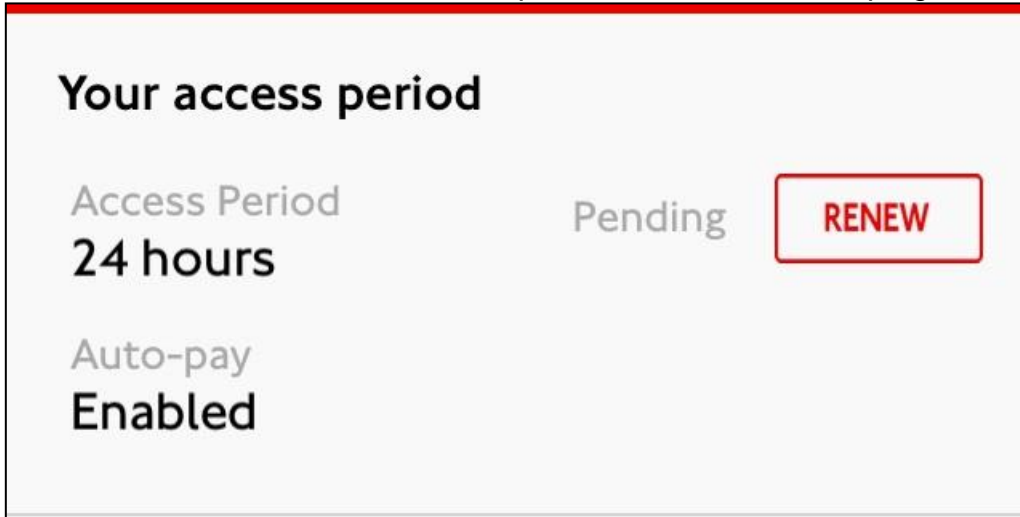 Your access period
Access Period
Pending
RENEW
24 hours
Auto-pay
Enabled